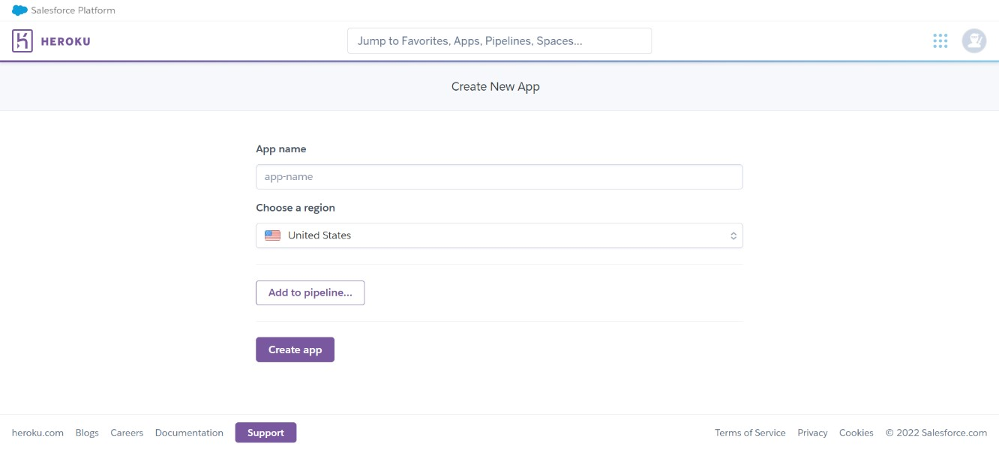 Salesforce Platform
HEROKU
Jump to Favorites, Apps, Pipelines, Spaces...
Create New App
App name
app-name
Choose a region
United States
Add to pipeline...
Create app
heroku.com Blogs Careers Documentation Support Terms of Service Privacy Cookies © 2022 Salesforce.com